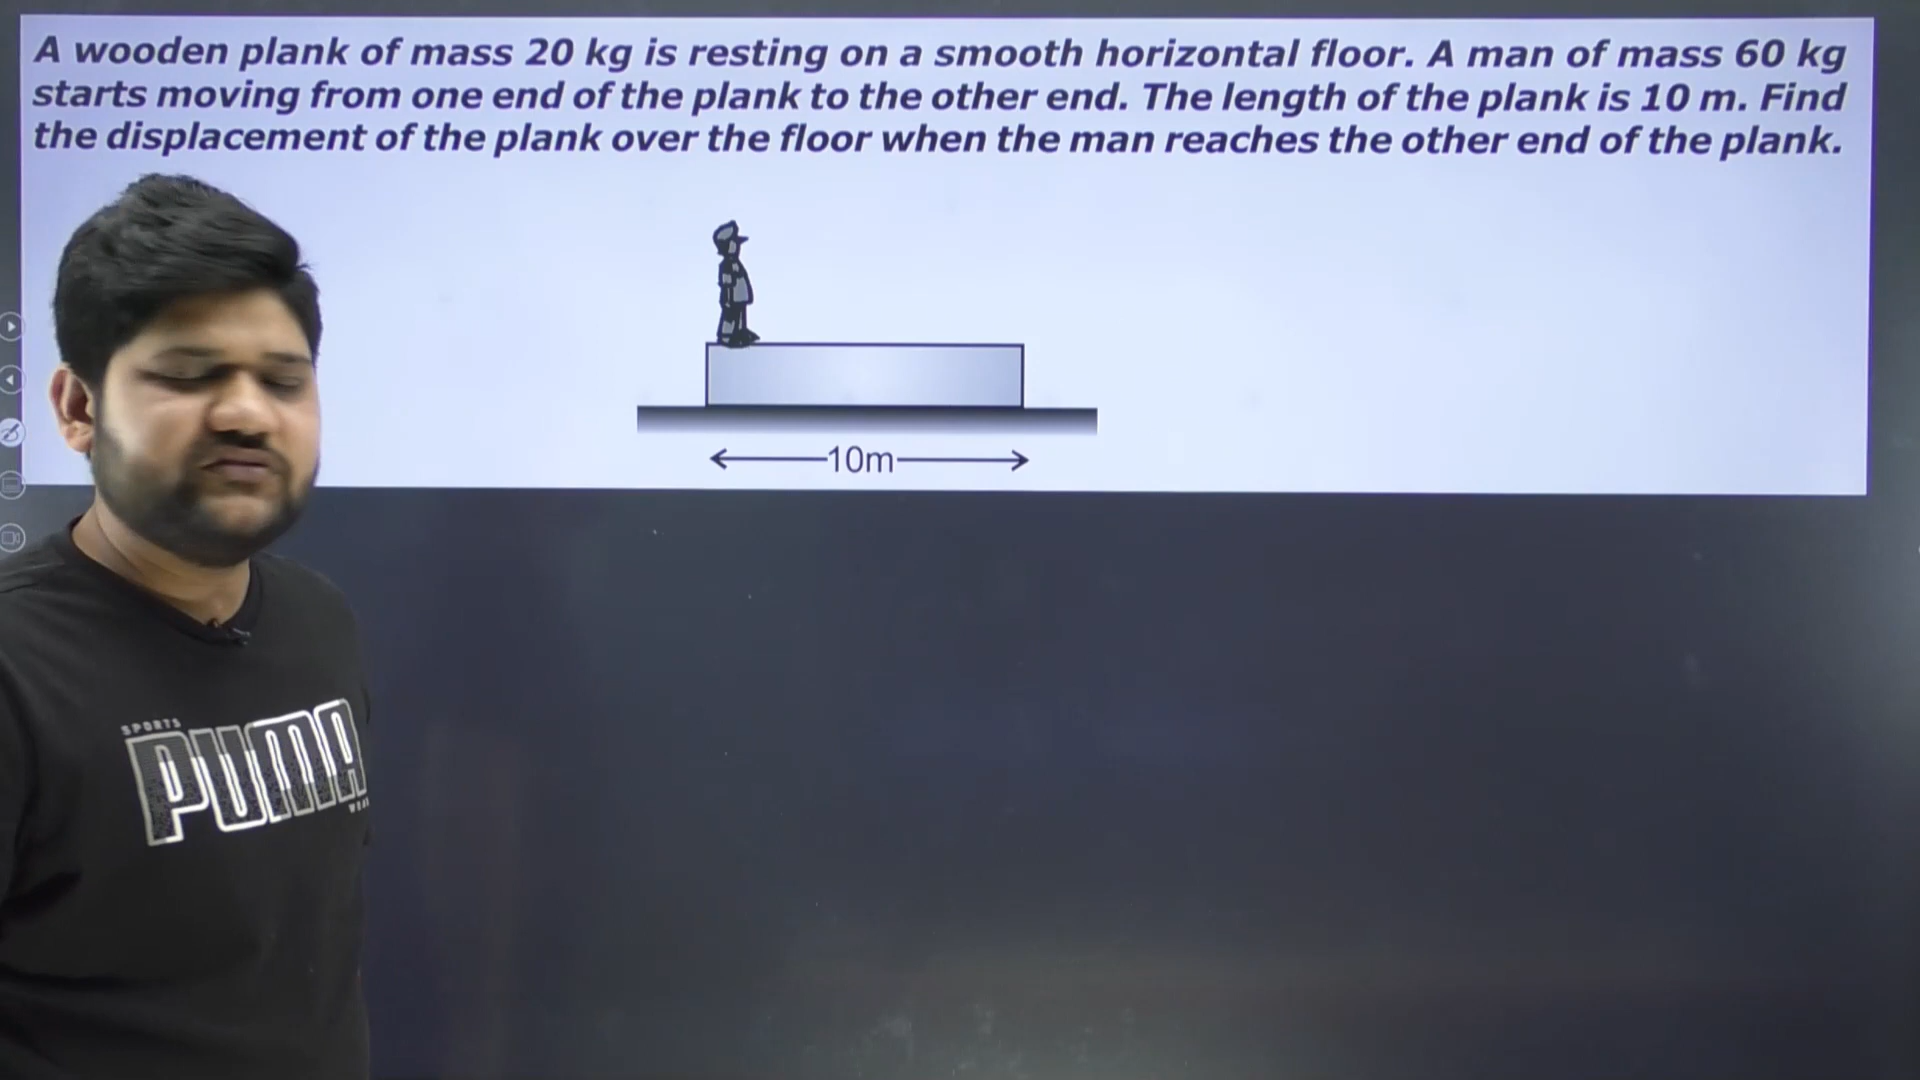 A wooden plank of mass 20 kg is resting on a smooth horizontal floor. A man of mass 60 kg
starts moving from one end of the plank to the other end. The length of the plank is 10 m. Find
the displacement of the plank over the floor when the man reaches the other end of the plank.
10m
SPORTS
PUMA